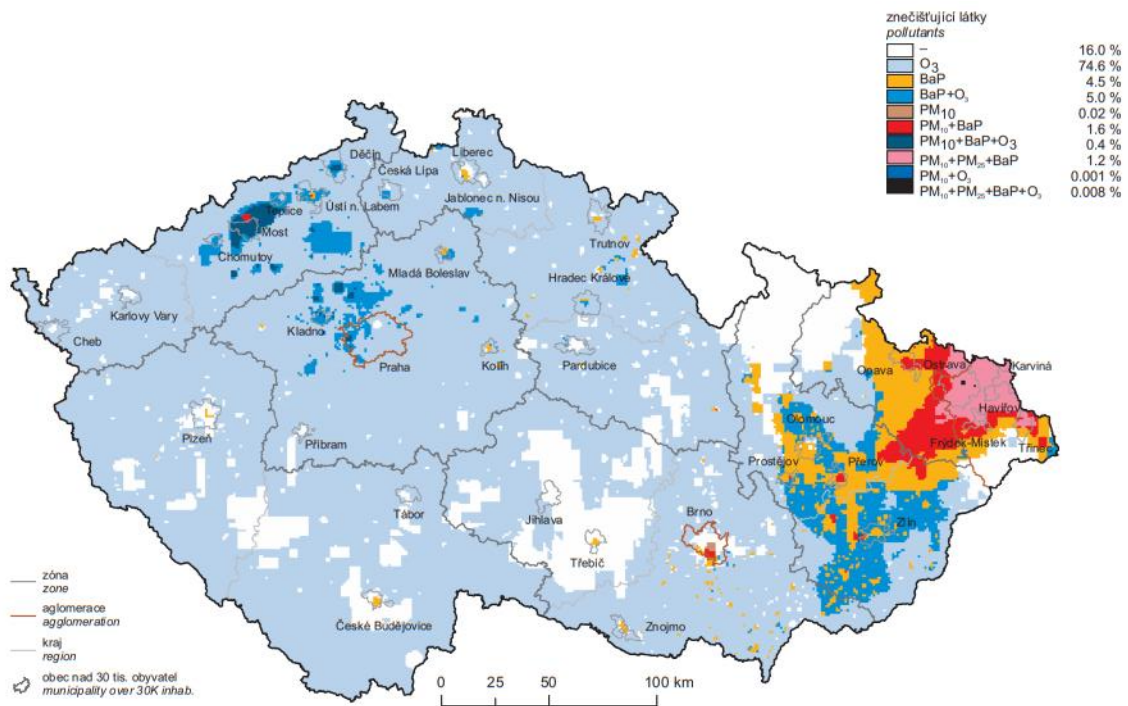 znečišťující látky
pollutants
– 16.0 %
O3 74.6 %
BaP 4.5 %
BaP+O3 5.0 %
PM10 0.02 %
PM10+BaP 1.6 %
PM10+BaP+O3 0.4 %
PM10+PM25+BaP 1.2 %
PM10+O3 0.001 %
PM10+PM25+BaP+O3 0.008 %
Děčín
Liberec
Česká Lípa
Jablonec n. Nisou
Teplice
Ústí n. Labem
Most
Trutnov
Chomutov
Mladá Boleslav
Hradec Králové
Karlovy Vary
Kladno
Cheb
Praha
Kolín
Pardubice
Opava
Ostrava
Karviná
Havířov
Olomouc
Plzeň
Příbram
Frýdek-Místek
Třinec
Prostějov
Přerov
Tábor
Jihlava
Brno
Zlín
Třebíč
České Budějovice
Znojmo
zóna
zone
aglomerace
agglomeration
kraj
region
obec nad 30 tis. obyvatel
municipality over 30K inhab.
0 25 50 100 km